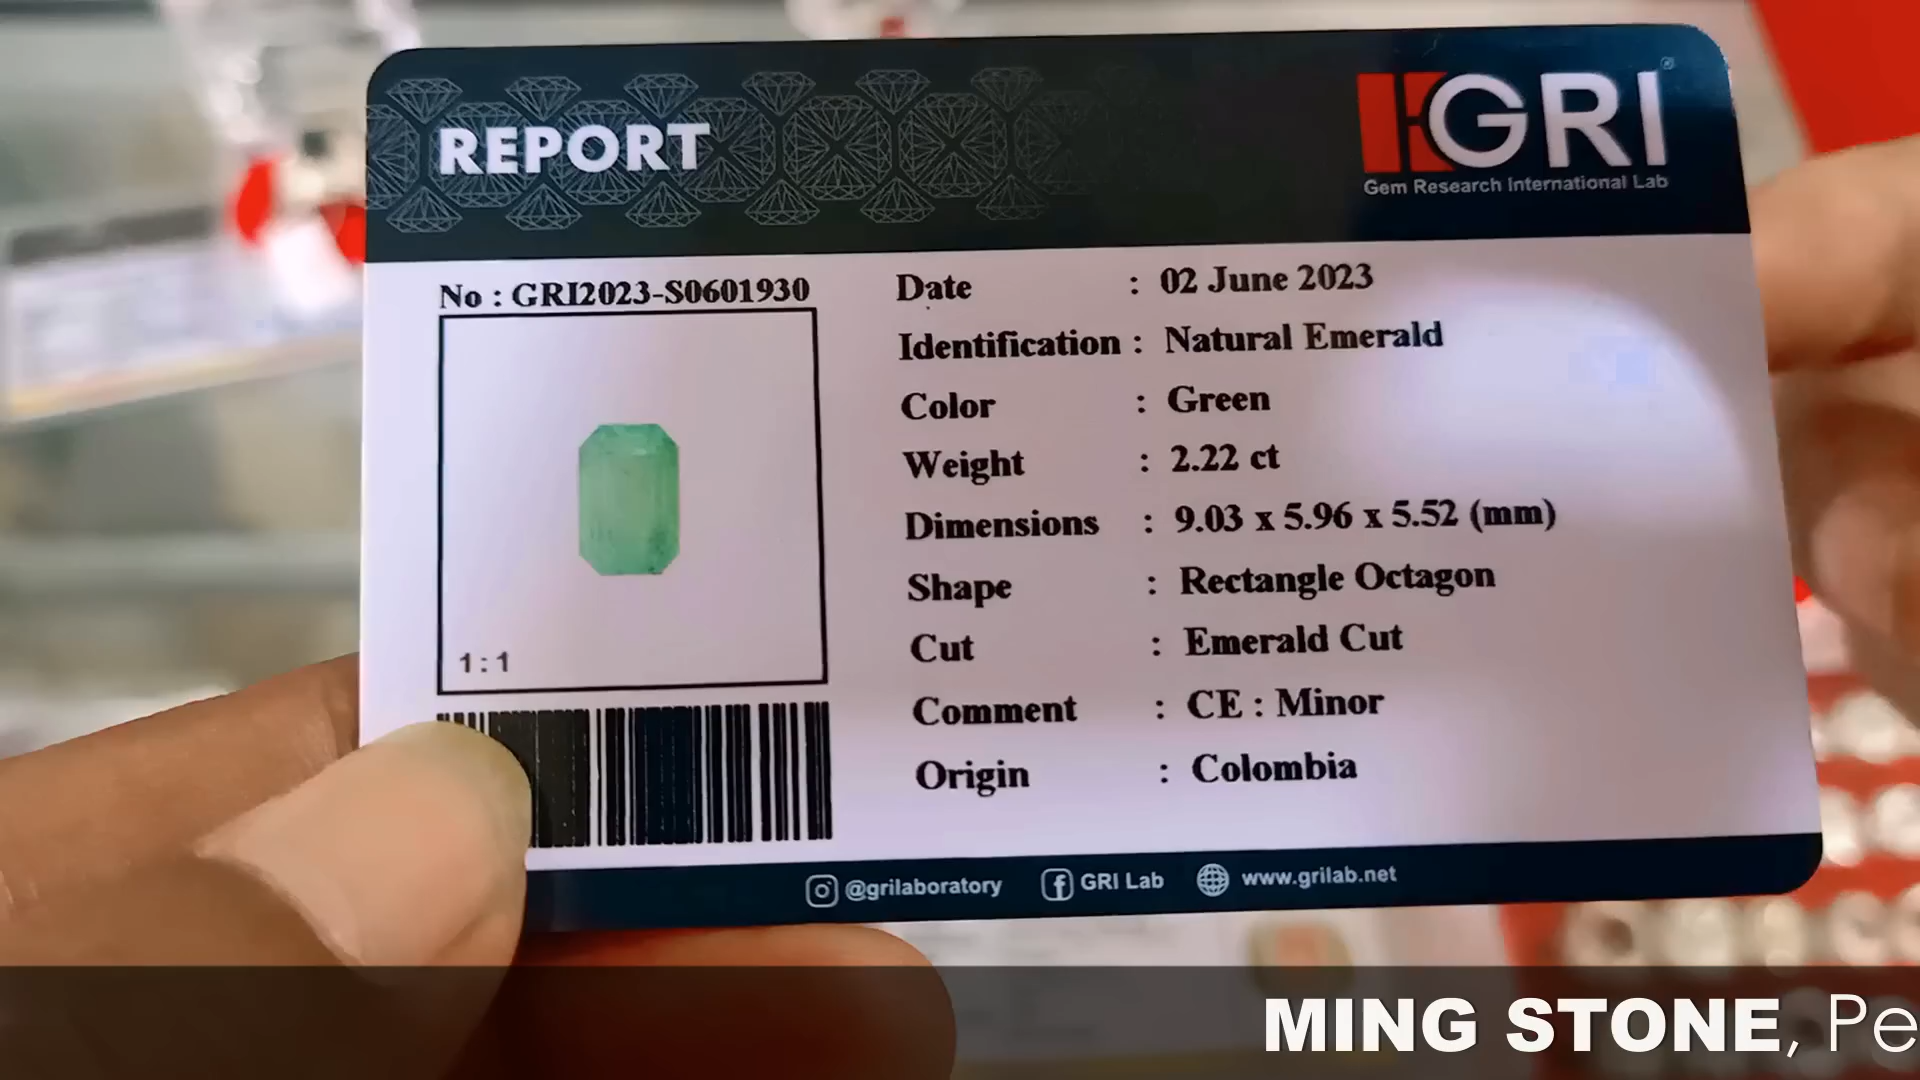 REPORT
GRI
Gem Research International Lab
No : GRI2023-S0601930
1:1
Date : 02 June 2023
Identification : Natural Emerald
Color : Green
Weight : 2.22 ct
Dimensions : 9.03 x 5.96 x 5.52 (mm)
Shape : Rectangle Octagon
Cut : Emerald Cut
Comment : CE : Minor
Origin : Colombia
@grilaboratory GRI Lab www.grilab.net
MING STONE, Pe